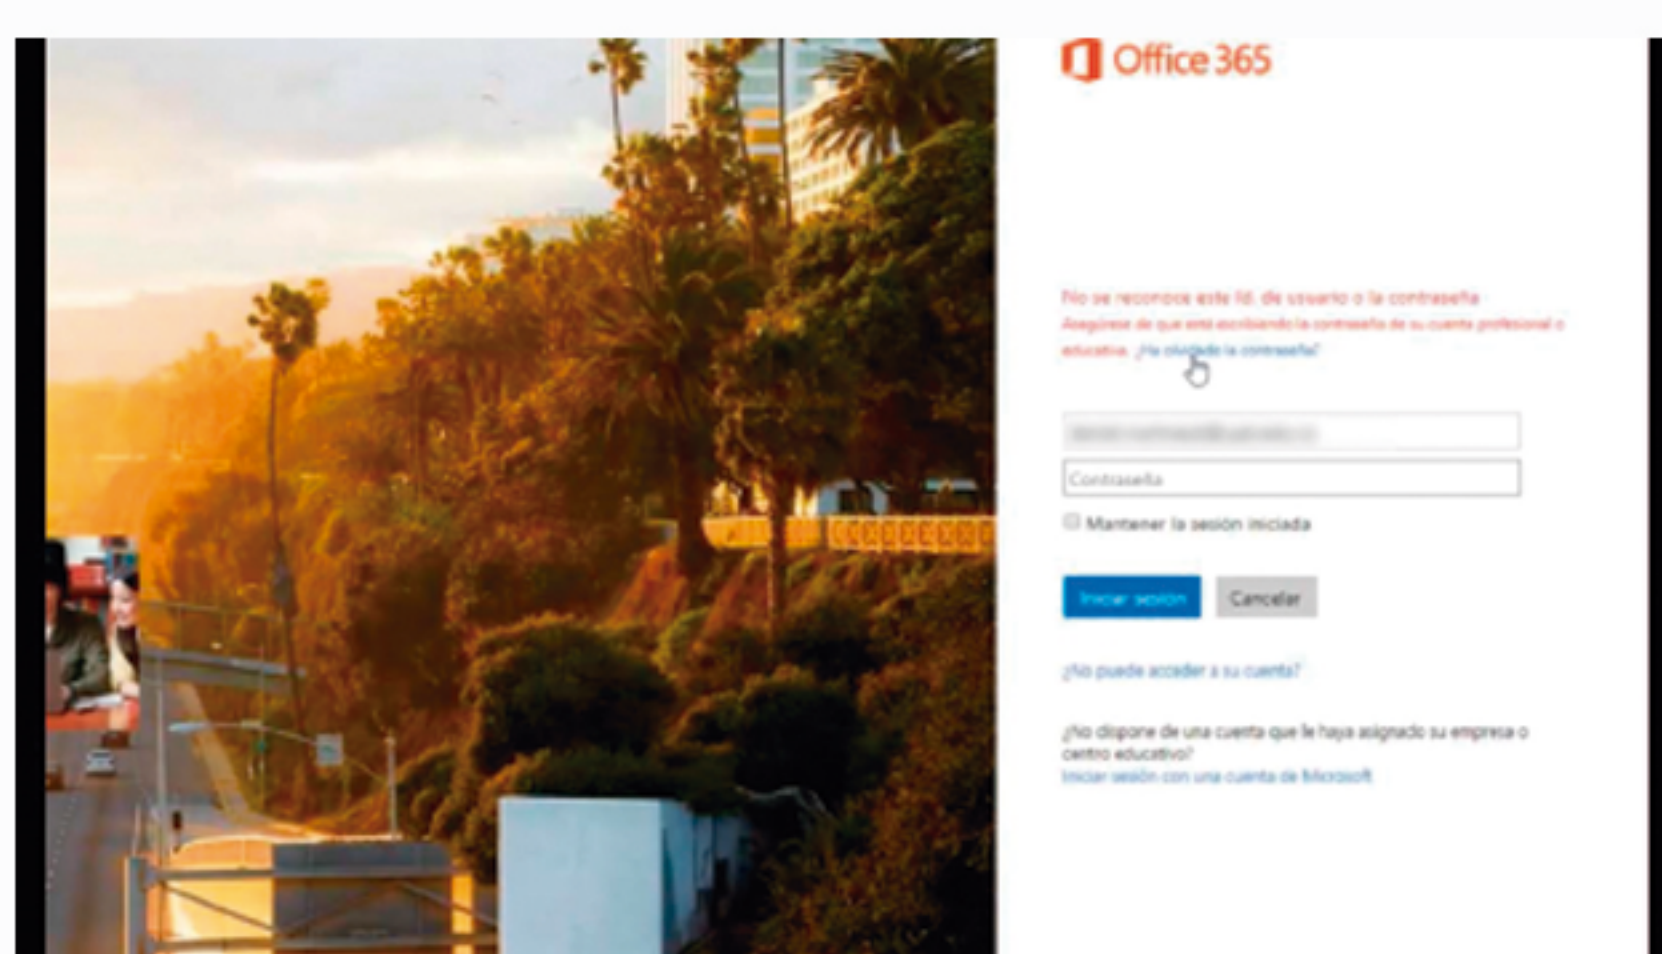 Office 365
No se reconoce este Id. de usuario o la contraseña
Asegúrese de que está escribiendo la contraseña de su cuenta profesional o
educativa. ¿Ha olvidado la contraseña?
Contraseña
Mantener la sesión iniciada
Iniciar sesión
Cancelar
¿No puede acceder a su cuenta?
¿No dispone de una cuenta que le haya asignado su empresa o
centro educativo?
Iniciar sesión con una cuenta de Microsoft